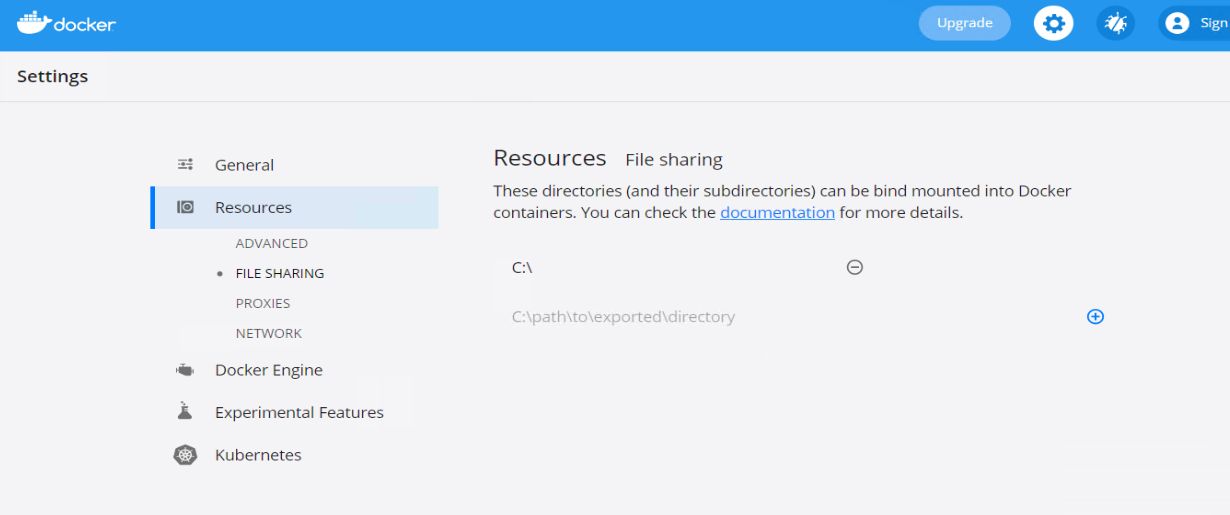 docker
Upgrade
Sign
Settings
General
Resources
ADVANCED
FILE SHARING
PROXIES
NETWORK
Docker Engine
Experimental Features
Kubernetes
Resources File sharing
These directories (and their subdirectories) can be bind mounted into Docker
containers. You can check the documentation for more details.
C:\
C:\path\to\exported\directory